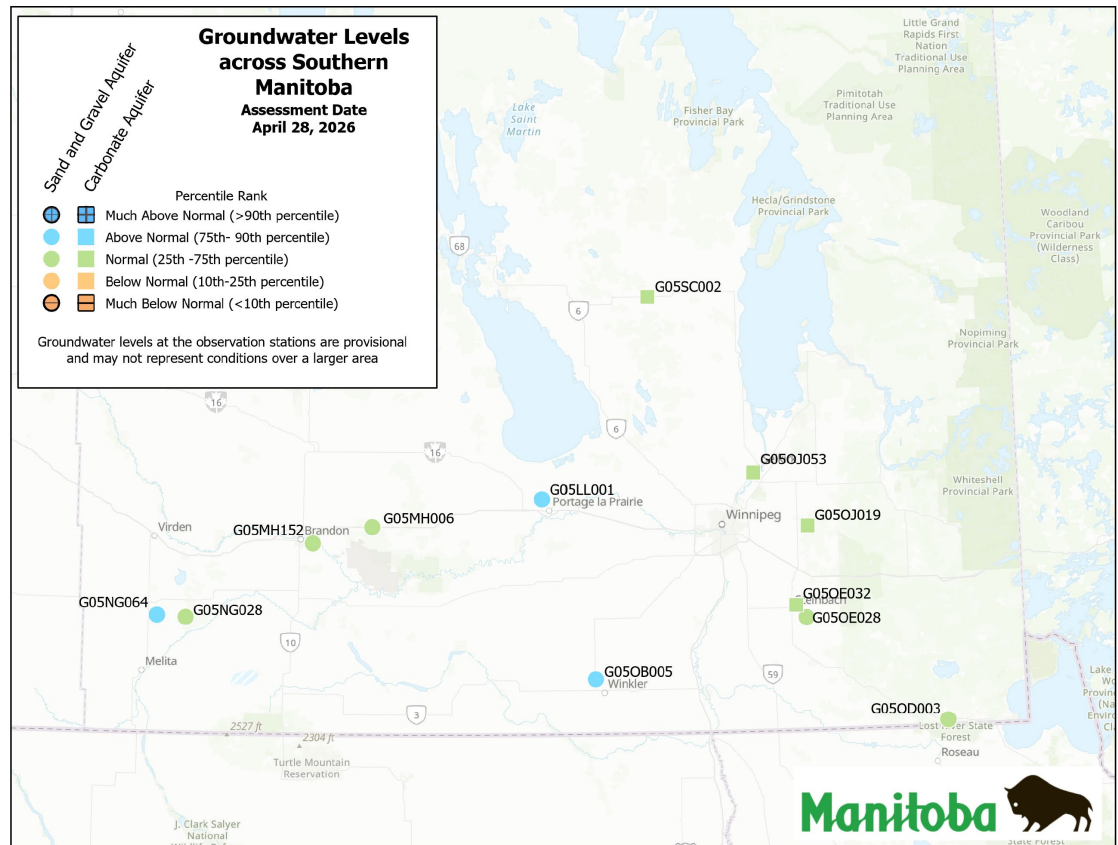 Groundwater Levels
across Southern
Manitoba
Assessment Date
April 28, 2026
Sand and Gravel Aquifer
Carbonate Aquifer
Percentile Rank
Much Above Normal (>90th percentile)
Above Normal (75th- 90th percentile)
Normal (25th -75th percentile)
Below Normal (10th-25th percentile)
Much Below Normal (<10th percentile)
Groundwater levels at the observation stations are provisional
and may not represent conditions over a larger area
Little Grand
Rapids First
Nation
Traditional Use
Planning Area
Lake
Saint
Martin
Fisher Bay
Provincial Park
Pimitotah
Traditional Use
Planning Area
Hecla/Grindstone
Provincial Park
Woodland
Caribou
Provincial Park
(Wilderness
Class)
68
G05SC002
6
Nopiming
Provincial Park
16
6
16
G05OJ053
Whiteshell
Provincial Park
G05LL001
Portage la Prairie
Winnipeg
G05OJ019
G05MH006
Virden
G05MH152
Brandon
G05NG064
G05NG028
G05OE032
G05OE028
10
Melita
G05OB005
Winkler
59
Lake
3
G05OD003
Forest
2527 ft
2304 ft
Roseau
Turtle Mountain
Reservation
J. Clark Salyer
National
Manitoba
State Forest